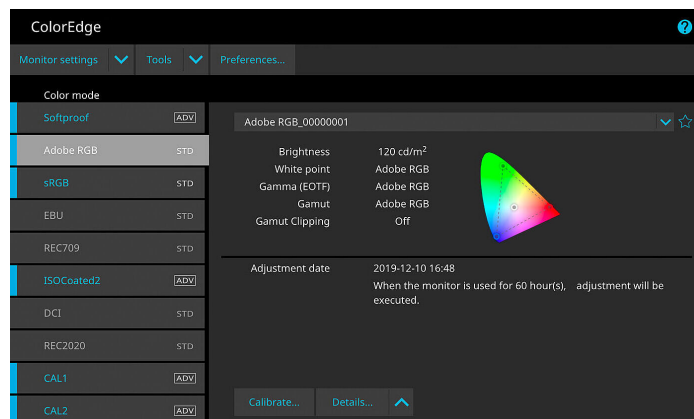 ColorEdge
?
Monitor settings Tools Preferences...
Color mode
Softproof ADV
Adobe RGB STD
sRGB STD
EBU STD
REC709 STD
ISOCoated2 ADV
DCI STD
REC2020 STD
CAL1 ADV
CAL2 ADV
Adobe RGB_00000001
Brightness 120 cd/m²
White point Adobe RGB
Gamma (EOTF) Adobe RGB
Gamut Adobe RGB
Gamut Clipping Off
Adjustment date 2019-12-10 16:48
When the monitor is used for 60 hour(s), adjustment will be
executed.
Calibrate... Details...